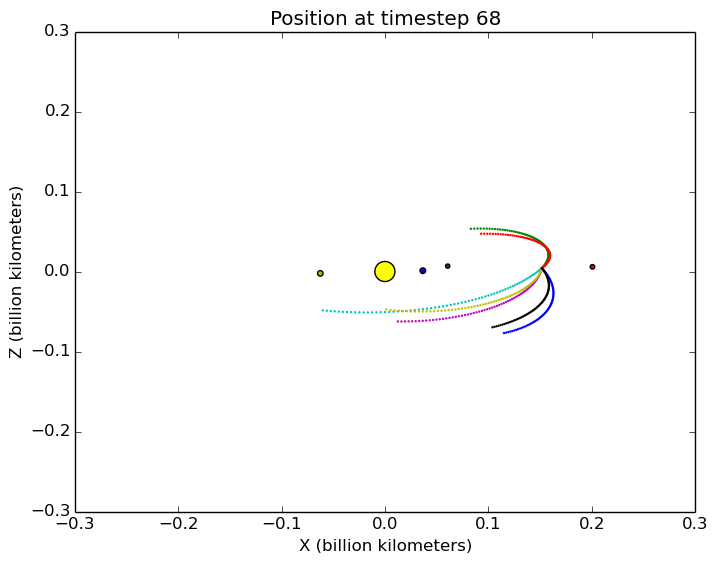 Position at timestep 68
0.3
0.2
0.1
0.0
−0.1
−0.2
−0.3
Z (billion kilometers)
−0.3 −0.2 −0.1 0.0 0.1 0.2 0.3
X (billion kilometers)